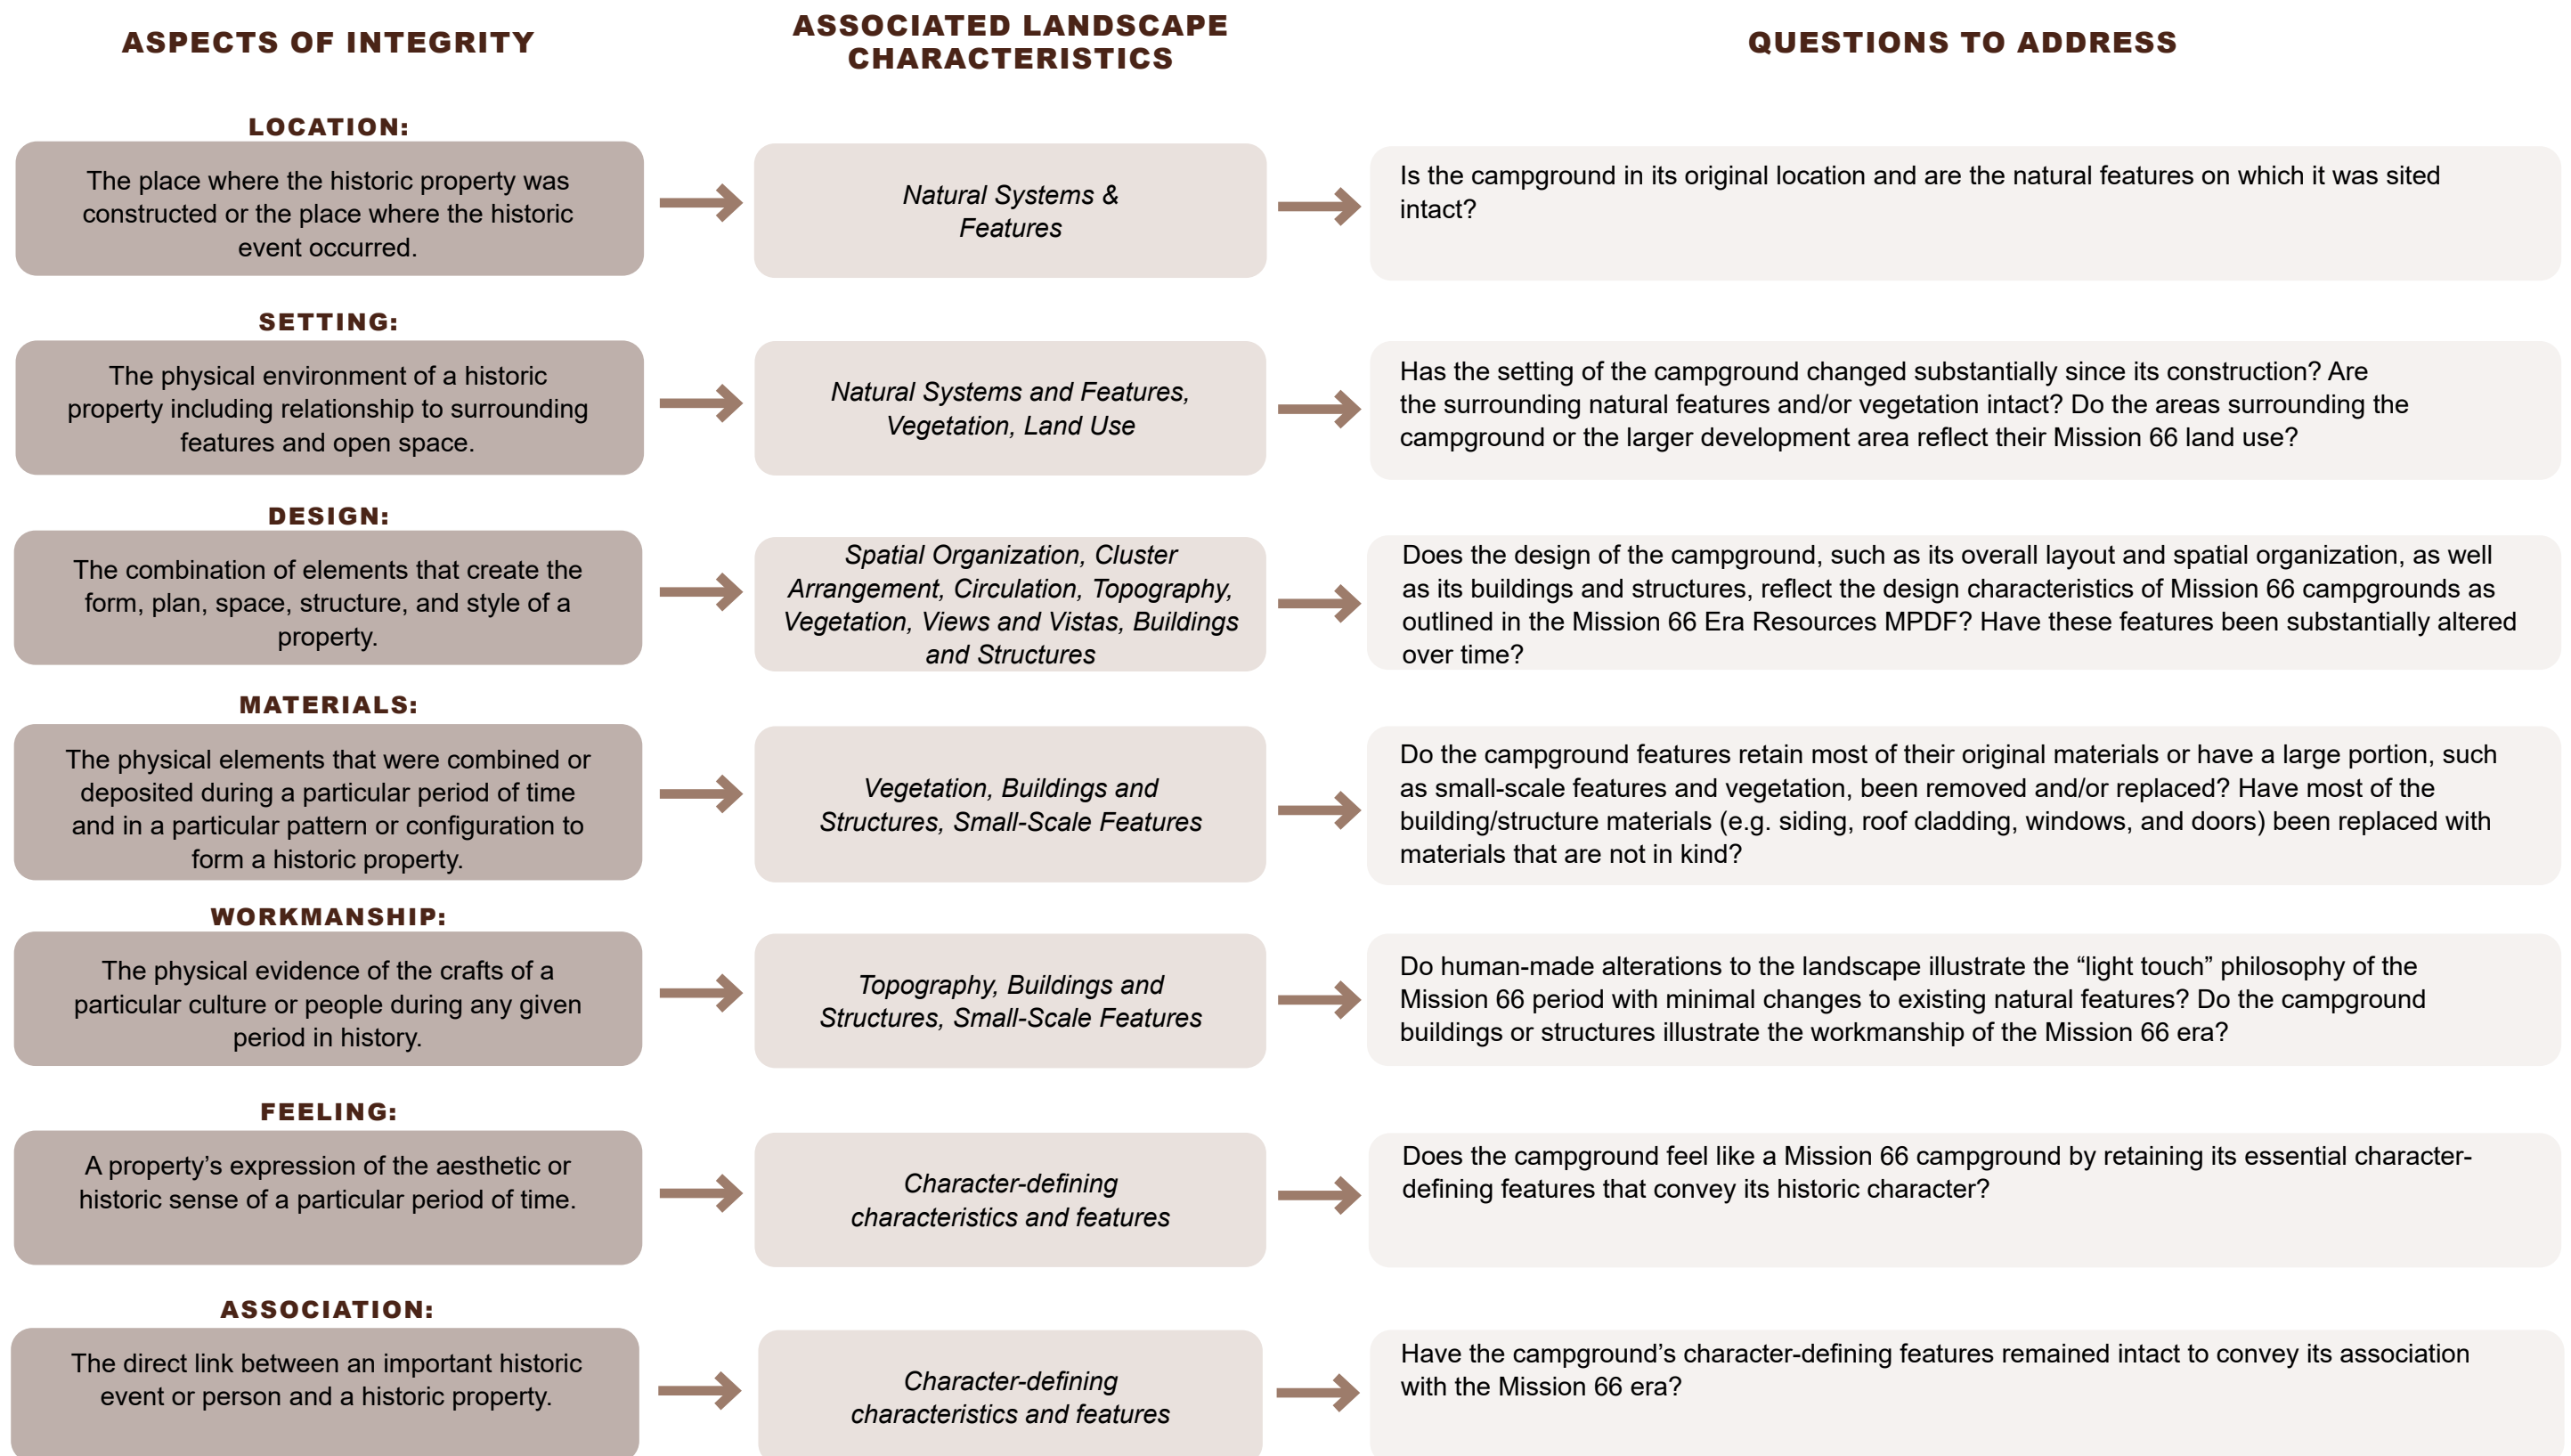 ASPECTS OF INTEGRITY
ASSOCIATED LANDSCAPE
CHARACTERISTICS
QUESTIONS TO ADDRESS
LOCATION:
The place where the historic property was
constructed or the place where the historic
event occurred.
Natural Systems &
Features
Is the campground in its original location and are the natural features on which it was sited
intact?
SETTING:
The physical environment of a historic
property including relationship to surrounding
features and open space.
Natural Systems and Features,
Vegetation, Land Use
Has the setting of the campground changed substantially since its construction? Are
the surrounding natural features and/or vegetation intact? Do the areas surrounding the
campground or the larger development area reflect their Mission 66 land use?
DESIGN:
The combination of elements that create the
form, plan, space, structure, and style of a
property.
Spatial Organization, Cluster
Arrangement, Circulation, Topography,
Vegetation, Views and Vistas, Buildings
and Structures
Does the design of the campground, such as its overall layout and spatial organization, as well
as its buildings and structures, reflect the design characteristics of Mission 66 campgrounds as
outlined in the Mission 66 Era Resources MPDF? Have these features been substantially altered
over time?
MATERIALS:
The physical elements that were combined or
deposited during a particular period of time
and in a particular pattern or configuration to
form a historic property.
Vegetation, Buildings and
Structures, Small-Scale Features
Do the campground features retain most of their original materials or have a large portion, such
as small-scale features and vegetation, been removed and/or replaced? Have most of the
building/structure materials (e.g. siding, roof cladding, windows, and doors) been replaced with
materials that are not in kind?
WORKMANSHIP:
The physical evidence of the crafts of a
particular culture or people during any given
period in history.
Topography, Buildings and
Structures, Small-Scale Features
Do human-made alterations to the landscape illustrate the “light touch” philosophy of the
Mission 66 period with minimal changes to existing natural features? Do the campground
buildings or structures illustrate the workmanship of the Mission 66 era?
FEELING:
A property’s expression of the aesthetic or
historic sense of a particular period of time.
Character-defining
characteristics and features
Does the campground feel like a Mission 66 campground by retaining its essential character-
defining features that convey its historic character?
ASSOCIATION:
The direct link between an important historic
event or person and a historic property.
Character-defining
characteristics and features
Have the campground’s character-defining features remained intact to convey its association
with the Mission 66 era?